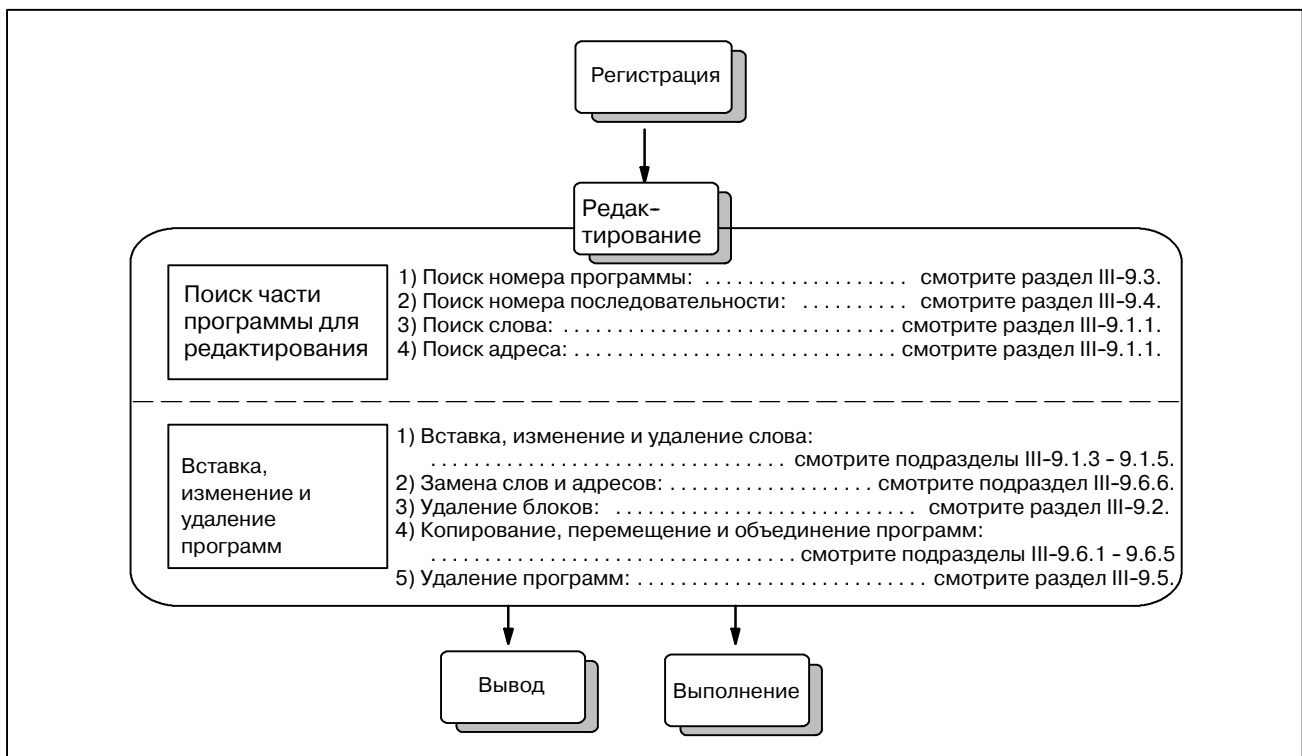 Регистрация
Редак-
тирование
Поиск части
программы для
редактирования
1) Поиск номера программы: . . . . . . . . . . . . . . . . . . . смотрите раздел III-9.3.
2) Поиск номера последовательности: . . . . . . . . . . смотрите раздел III-9.4.
3) Поиск слова: . . . . . . . . . . . . . . . . . . . . . . . . . . . . . . . смотрите раздел III-9.1.1.
4) Поиск адреса: . . . . . . . . . . . . . . . . . . . . . . . . . . . . . . смотрите раздел III-9.1.1.
Вставка,
изменение и
удаление
программ
1) Вставка, изменение и удаление слова:
. . . . . . . . . . . . . . . . . . . . . . . . . . . . . . . . . смотрите подразделы III-9.1.3 - 9.1.5.
2) Замена слов и адресов: . . . . . . . . . . . . . . . . . . . смотрите подраздел III-9.6.6.
3) Удаление блоков: . . . . . . . . . . . . . . . . . . . . . . . . . . . смотрите раздел III-9.2.
4) Копирование, перемещение и объединение программ:
. . . . . . . . . . . . . . . . . . . . . . . . . . . . . . . . . . смотрите подразделы III-9.6.1 - 9.6.5
5) Удаление программ: . . . . . . . . . . . . . . . . . . . . . . . . . . . смотрите раздел III-9.5.
Вывод
Выполнение